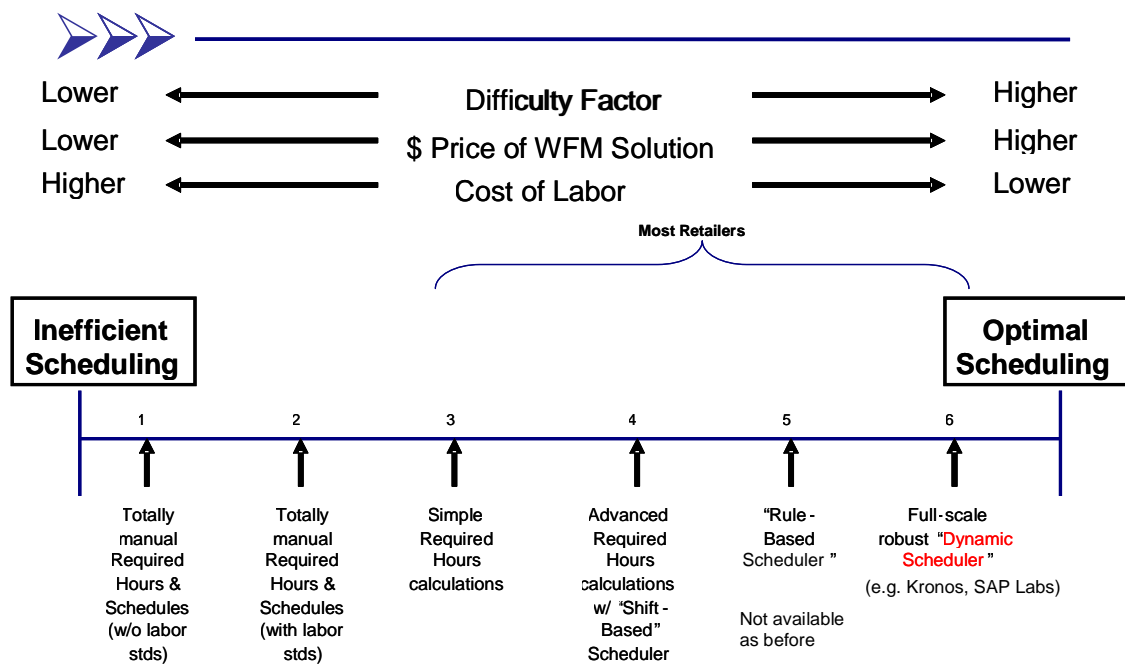 Lower Difficulty Factor Higher
Lower $ Price of WFM Solution Higher
Higher Cost of Labor Lower
Most Retailers
Inefficient
Scheduling
Optimal
Scheduling
1 2 3 4 5 6
Totally
manual
Required
Hours &
Schedules
(w/o labor
stds)
Totally
manual
Required
Hours &
Schedules
(with labor
stds)
Simple
Required
Hours
calculations
Advanced
Required
Hours
calculations
w/ “Shift-
Based”
Scheduler
“Rule-
Based
Scheduler”
Not available
as before
Full-scale
robust “Dynamic
Scheduler”
(e.g. Kronos, SAP Labs)